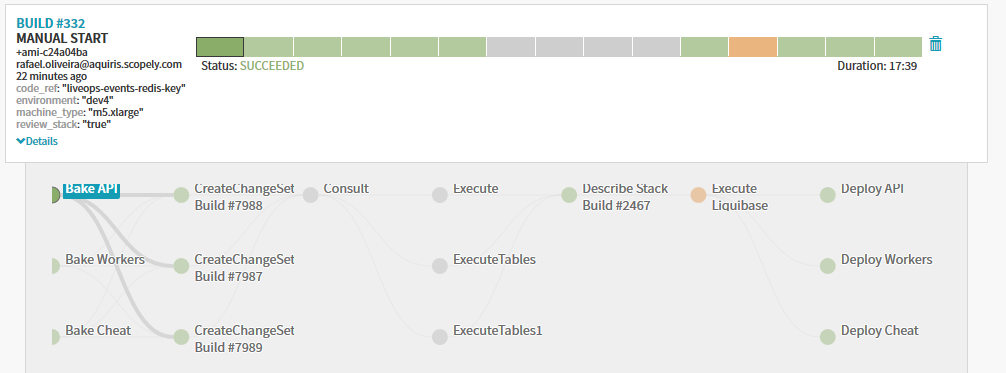 BUILD #332
MANUAL START
+ami-c24a04ba
rafael.oliveira@aquiris.scopely.com
22 minutes ago
code_ref: "liveops-events-redis-key"
environment: "dev4"
machine_type: "m5.xlarge"
review_stack: "true"
Details
Status: SUCCEEDED
Duration: 17:39
Bake API
CreateChangeSet
Build #7988
Consult
Execute
Describe Stack
Build #2467
Execute
Liquibase
Deploy API
Bake Workers
CreateChangeSet
Build #7987
ExecuteTables
Deploy Workers
Bake Cheat
CreateChangeSet
Build #7989
ExecuteTables1
Deploy Cheat